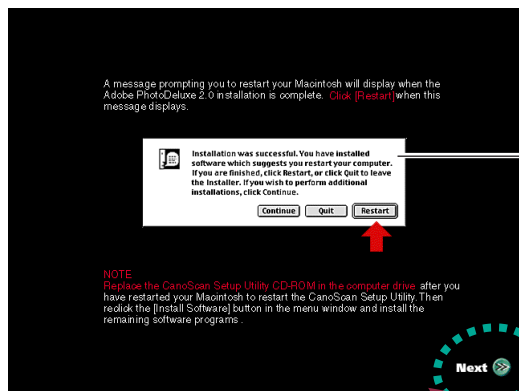 A message prompting you to restart your Macintosh will display when the
Adobe PhotoDeluxe 2.0 installation is complete. Click [Restart] when this
message displays.
Installation was successful. You have installed
software which suggests you restart your computer.
If you are finished, click Restart, or click Quit to leave
the Installer. If you wish to perform additional
installations, click Continue.
Continue Quit Restart
NOTE
Replace the CanoScan Setup Utility CD-ROM in the computer drive after you
have restarted your Macintosh to restart the CanoScan Setup Utility. Then
reclick the [Install Software] button in the menu window and install the
remaining software programs .
Next